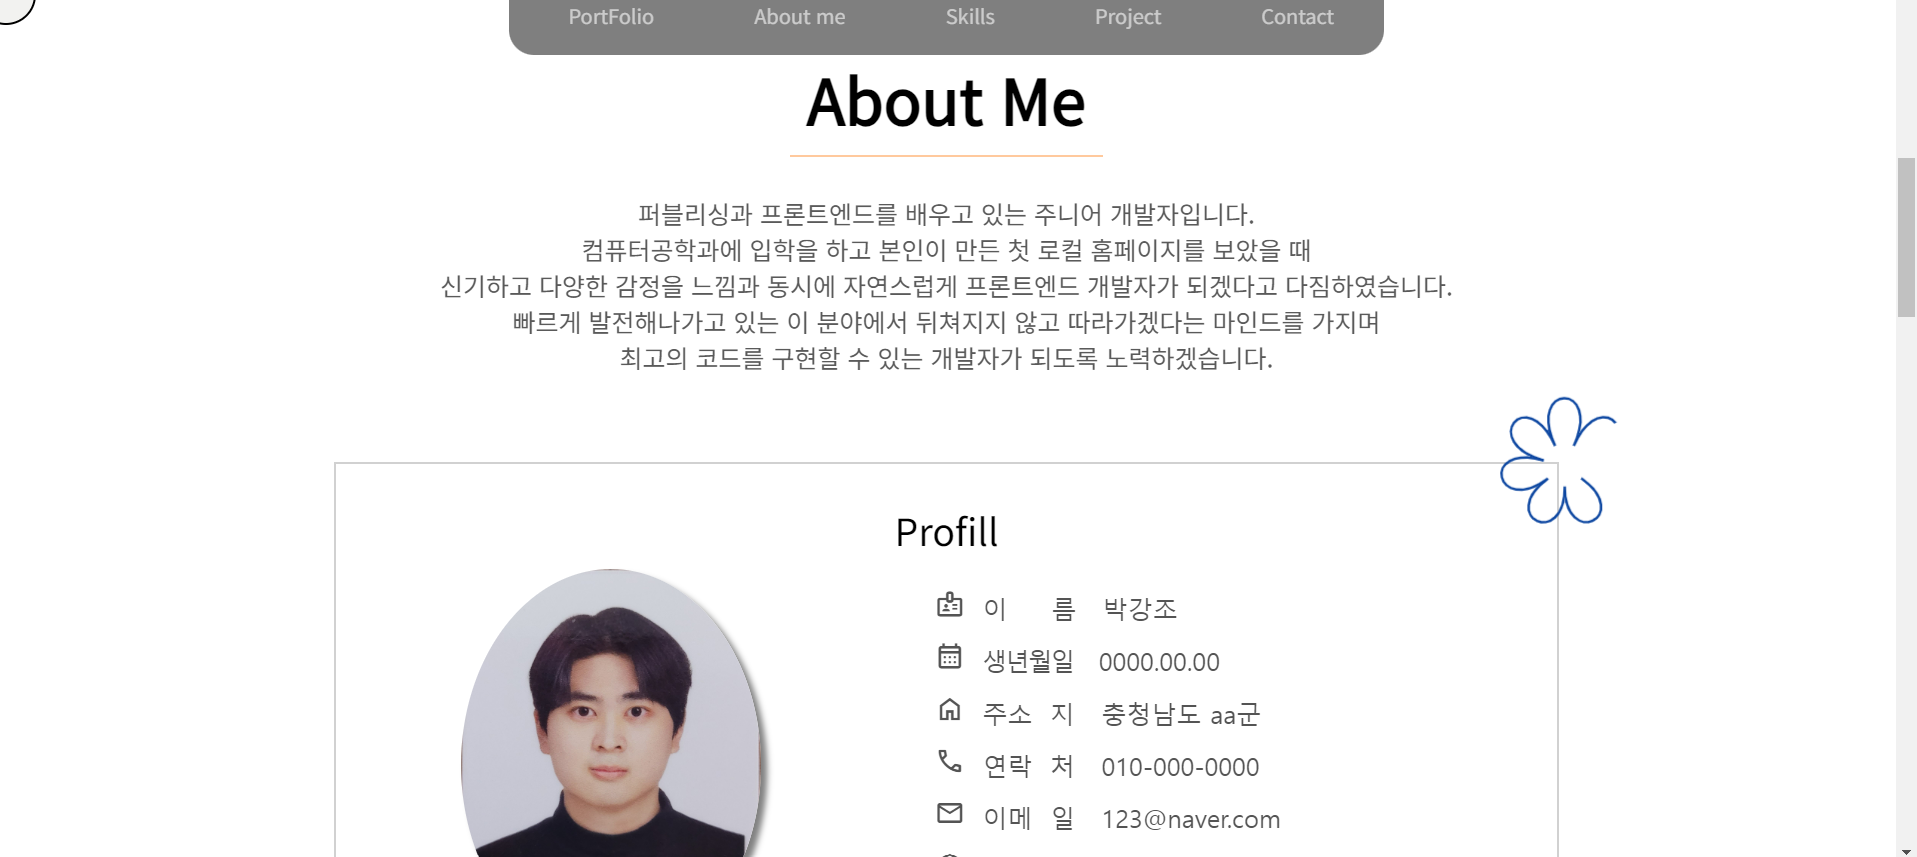 PortFolio About me Skills Project Contact
About Me
퍼블리싱과 프론트엔드를 배우고 있는 주니어 개발자입니다.
컴퓨터공학과에 입학을 하고 본인이 만든 첫 로컬 홈페이지를 보았을 때
신기하고 다양한 감정을 느낌과 동시에 자연스럽게 프론트엔드 개발자가 되겠다고 다짐하였습니다.
빠르게 발전해나가고 있는 이 분야에서 뒤쳐지지 않고 따라가겠다는 마인드를 가지며
최고의 코드를 구현할 수 있는 개발자가 되도록 노력하겠습니다.
Profill
이 름 박강조
생년월일 0000.00.00
주소 지 충청남도 aa군
연락 처 010-000-0000
이메 일 123@naver.com